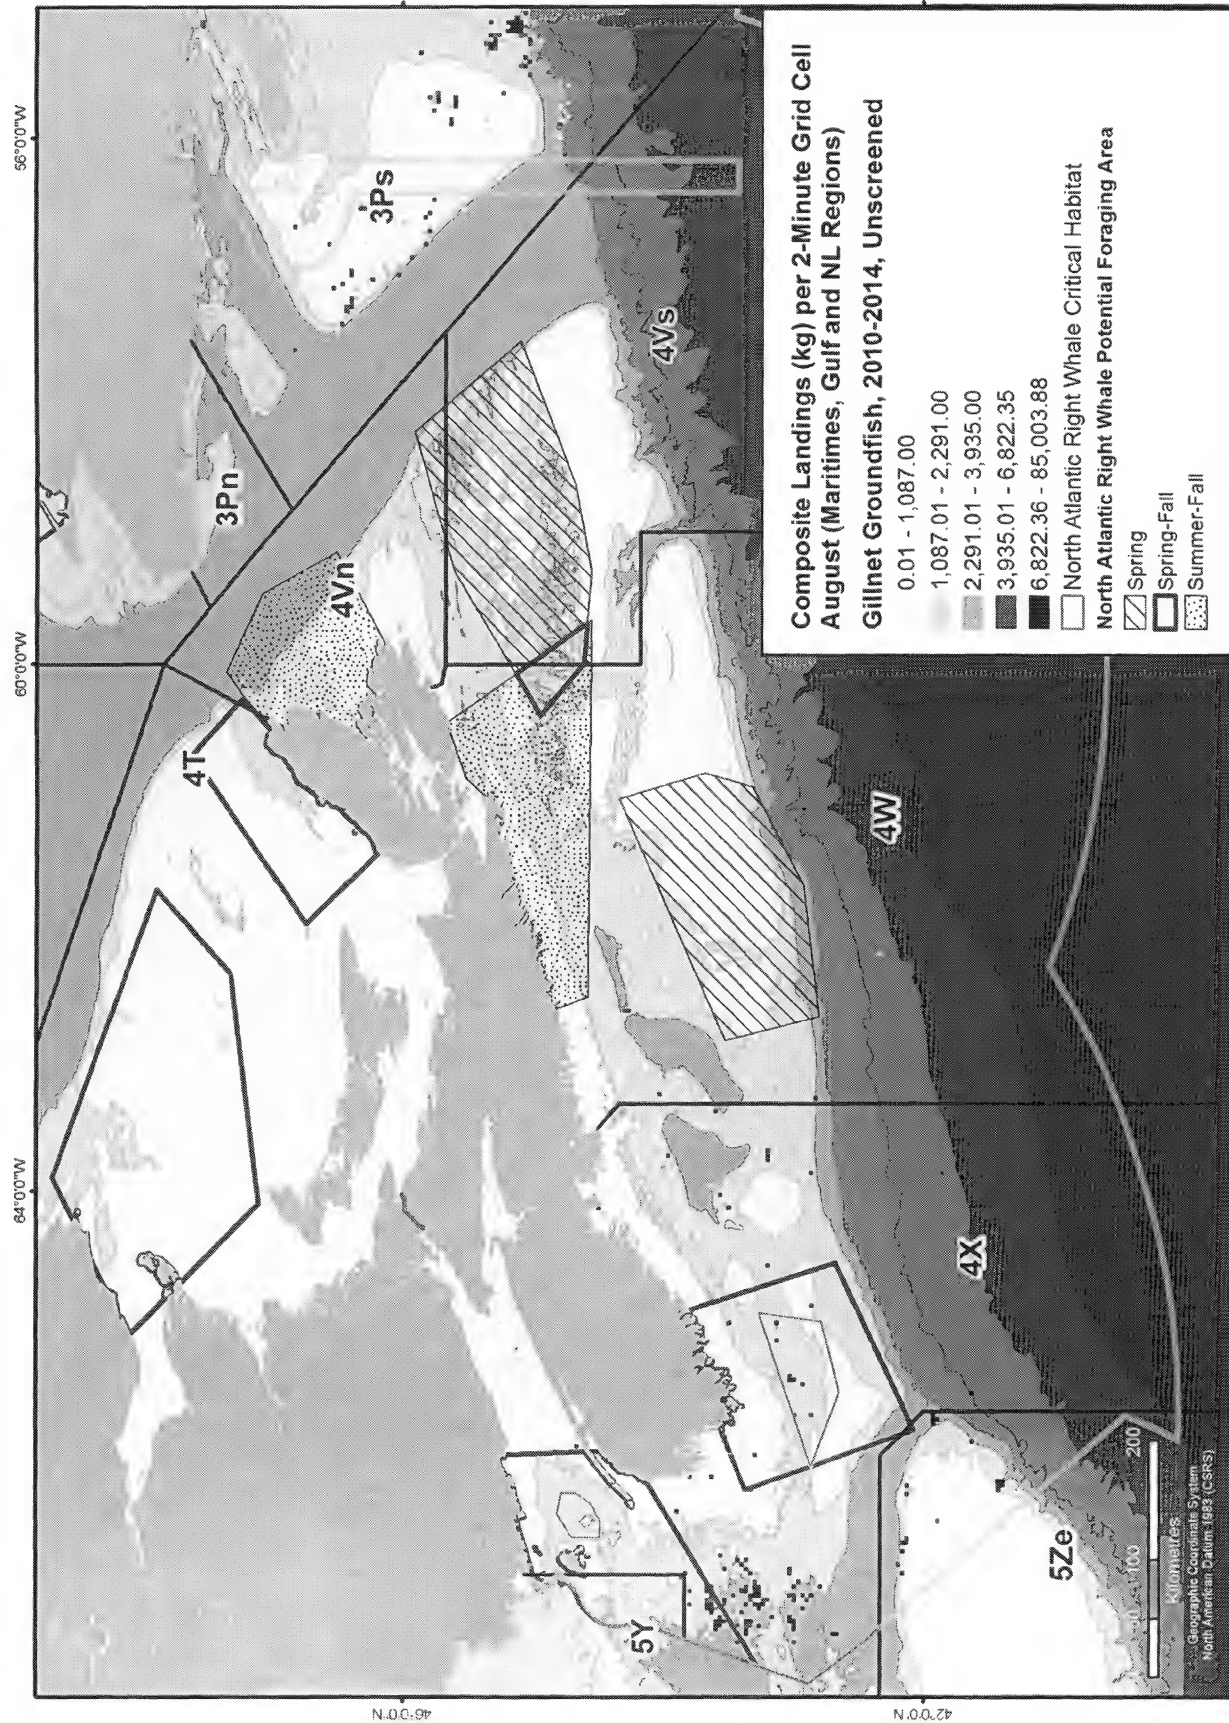 56°0'0"W
60°0'0"W
64°0'0"W
46°0'0"N
42°0'0"N
3Ps
3Pn
4Vn
4Vs
4T
4W
4X
5Y
5Ze
Composite Landings (kg) per 2-Minute Grid Cell
August (Maritimes, Gulf and NL Regions)
Gillnet Groundfish, 2010-2014, Unscreened
0.01 - 1,087.00
1,087.01 - 2,291.00
2,291.01 - 3,935.00
3,935.01 - 6,822.35
6,822.36 - 85,003.88
North Atlantic Right Whale Critical Habitat
North Atlantic Right Whale Potential Foraging Area
Spring
Spring-Fall
Summer-Fall
100 200
Kilometres
Geographic Coordinate System
North American Datum 1983 (CSRS)